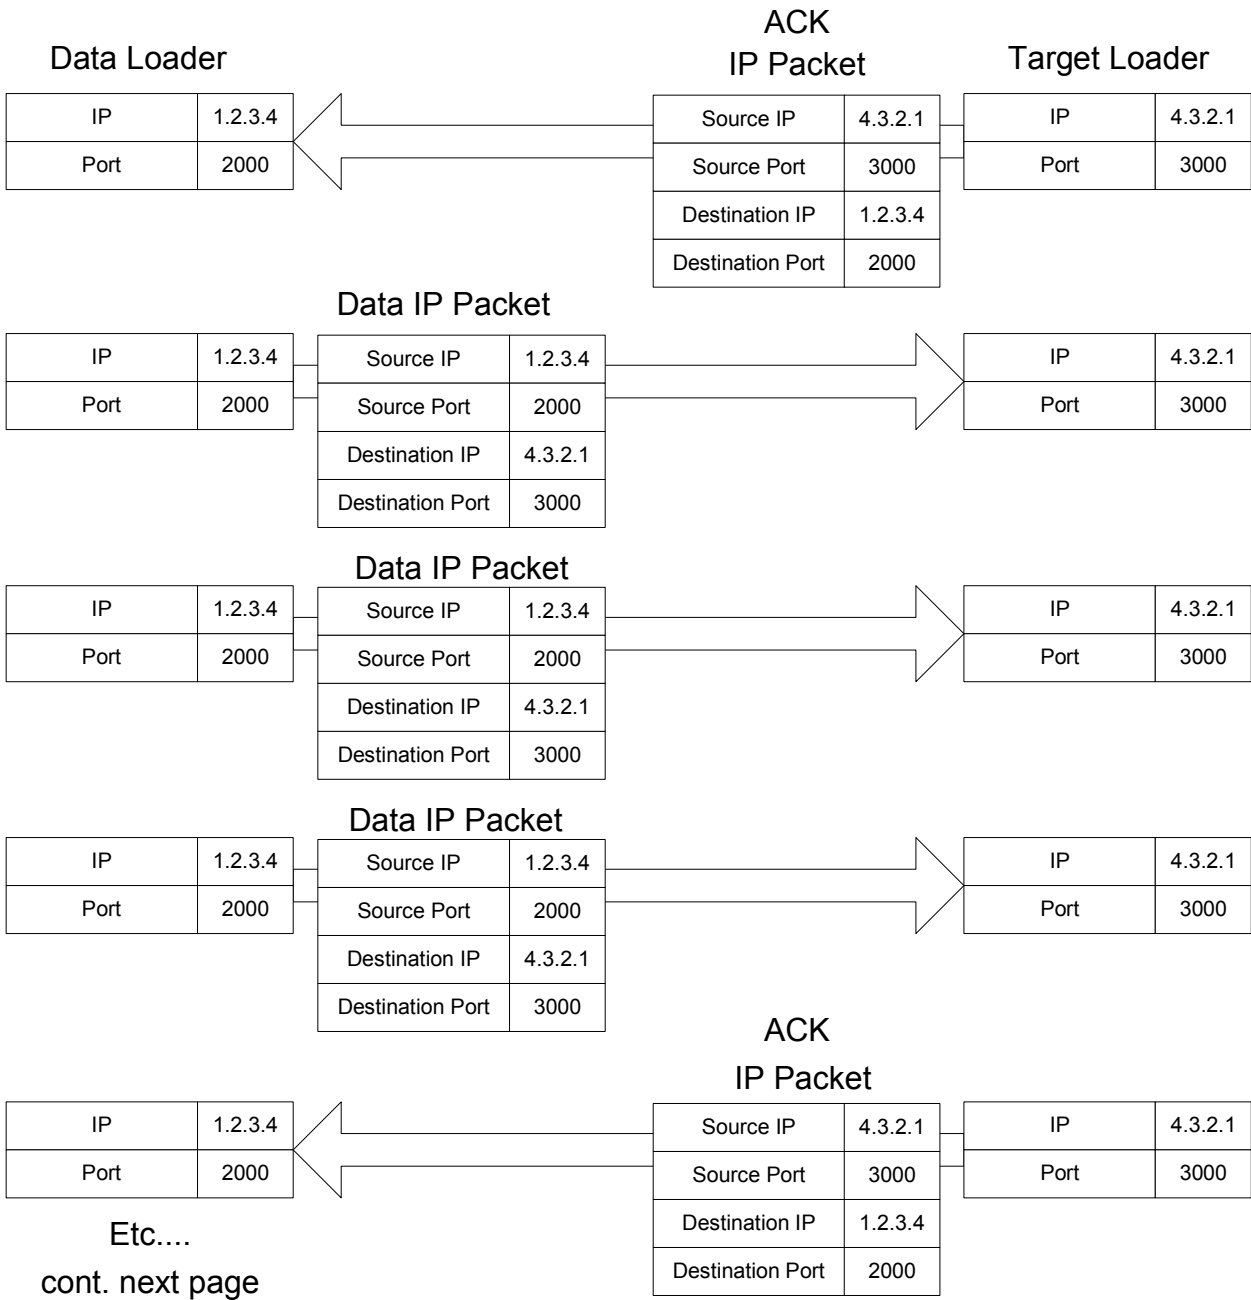 Data Loader
ACK
IP Packet
Target Loader
IP 1.2.3.4
Port 2000
Source IP 4.3.2.1
Source Port 3000
Destination IP 1.2.3.4
Destination Port 2000
IP 4.3.2.1
Port 3000
Data IP Packet
IP 1.2.3.4
Port 2000
Source IP 1.2.3.4
Source Port 2000
Destination IP 4.3.2.1
Destination Port 3000
IP 4.3.2.1
Port 3000
Data IP Packet
IP 1.2.3.4
Port 2000
Source IP 1.2.3.4
Source Port 2000
Destination IP 4.3.2.1
Destination Port 3000
IP 4.3.2.1
Port 3000
Data IP Packet
IP 1.2.3.4
Port 2000
Source IP 1.2.3.4
Source Port 2000
Destination IP 4.3.2.1
Destination Port 3000
IP 4.3.2.1
Port 3000
ACK
IP Packet
IP 1.2.3.4
Port 2000
Source IP 4.3.2.1
Source Port 3000
Destination IP 1.2.3.4
Destination Port 2000
IP 4.3.2.1
Port 3000
Etc....
cont. next page